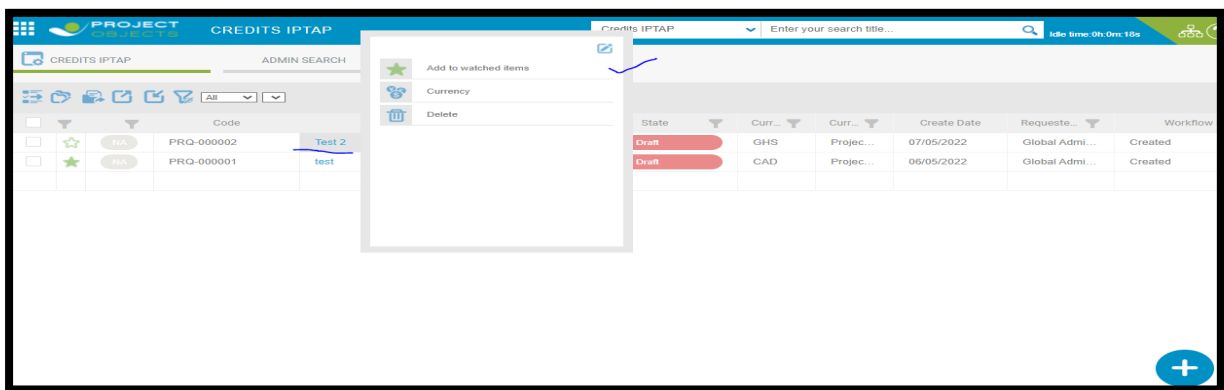 PROJECT OBJECTS CREDITS IPTAP Credits IPTAP Enter your search title... Idle time:0h:0m:18s
CREDITS IPTAP ADMIN SEARCH
Add to watched items
Currency
Delete
All
Code State Curr... Curr... Create Date Requeste... Workflow
NA PRQ-000002 Test 2 Draft GHS Projec... 07/05/2022 Global Admi... Created
NA PRQ-000001 test Draft CAD Projec... 06/05/2022 Global Admi... Created